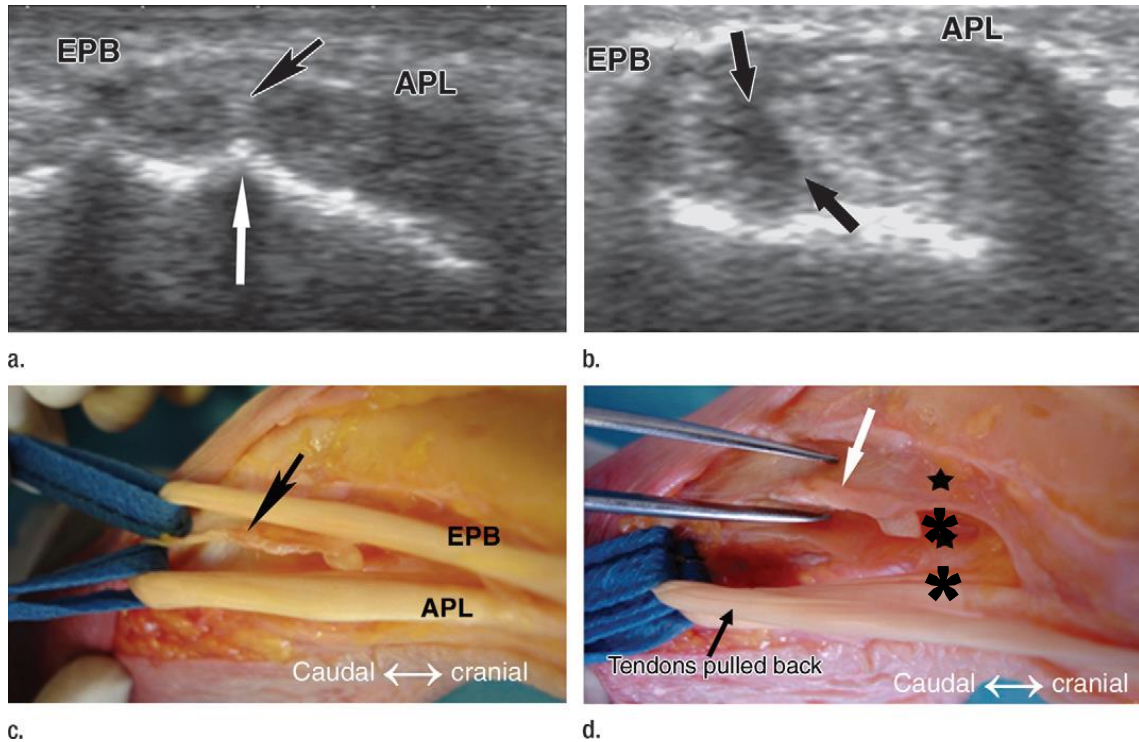 EPB
APL
a.
EPB
APL
b.
EPB
APL
Caudal ↔ cranial
c.
Tendons pulled back
Caudal ↔ cranial
d.